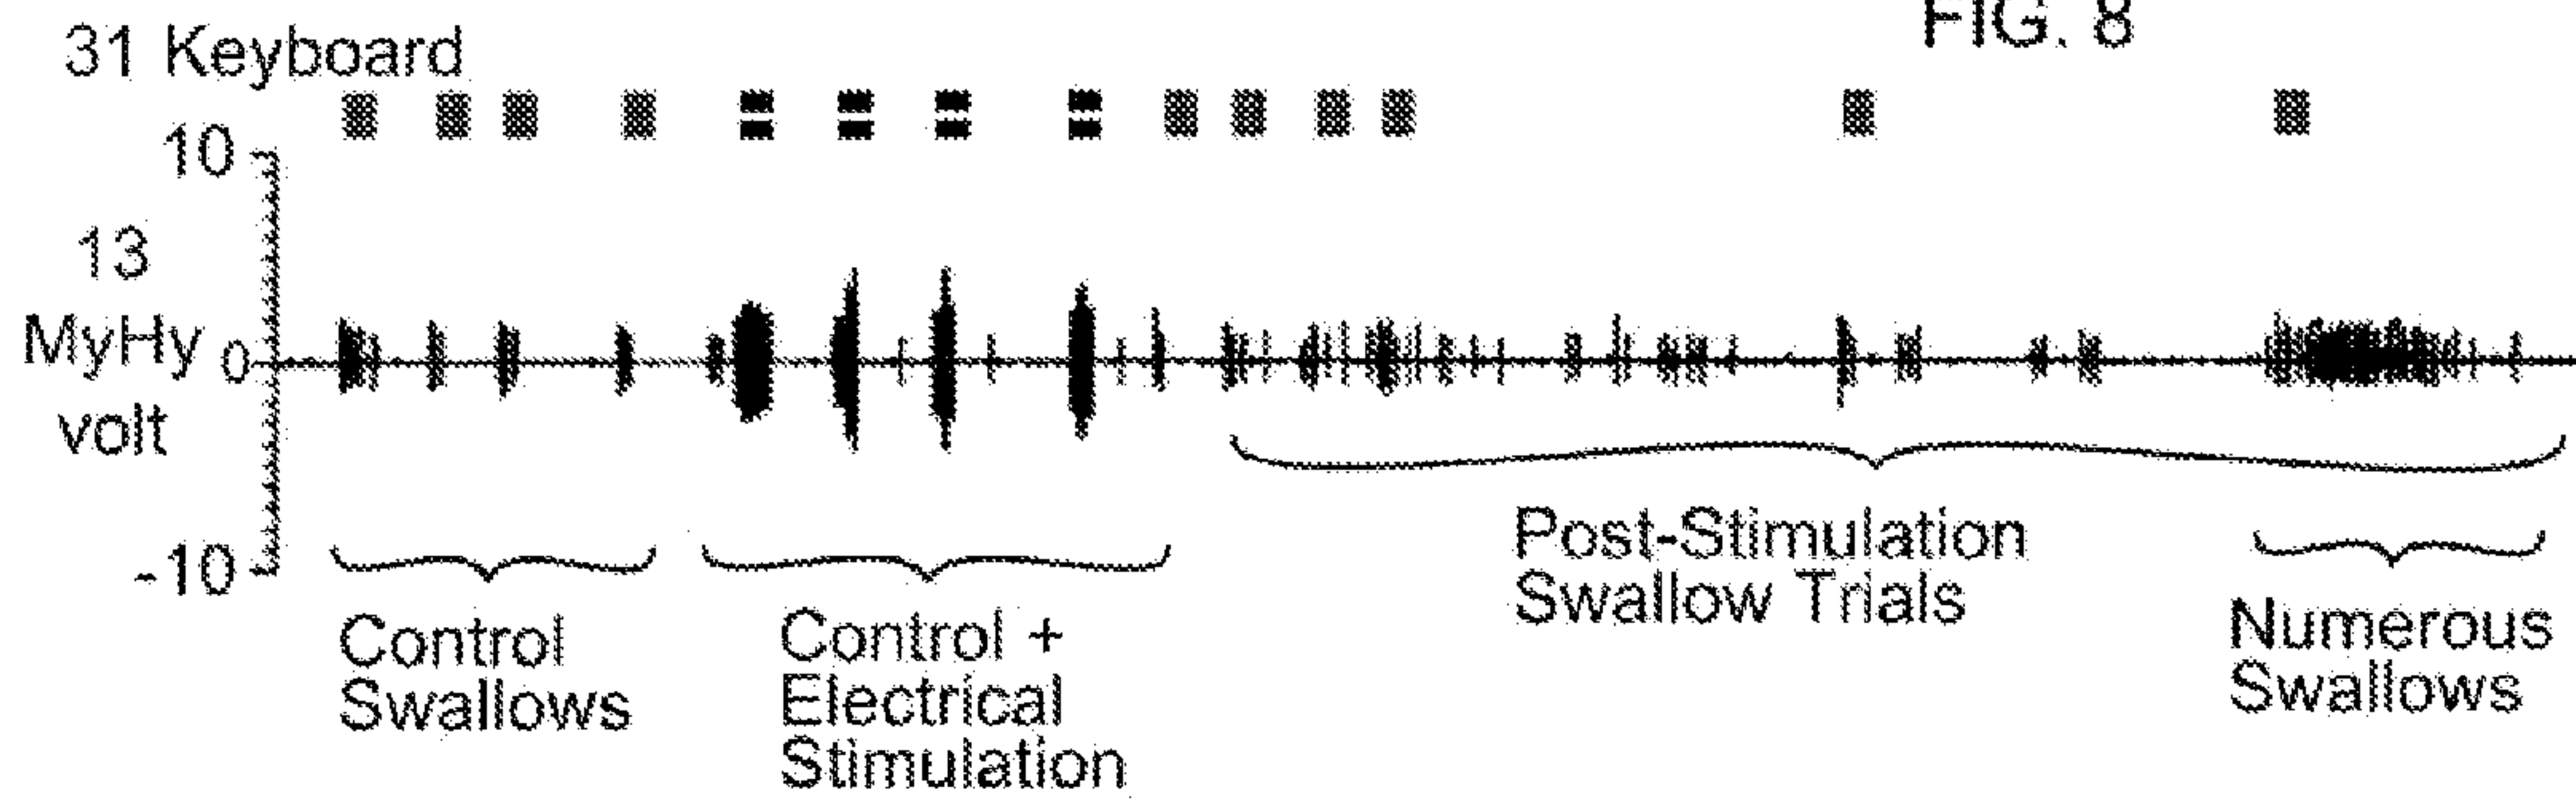 FIG. 8
31 Keyboard
10
13
MyHy
0
volt
-10
Control
Swallows
Control +
Electrical
Stimulation
Post-Stimulation
Swallow Trials
Numerous
Swallows